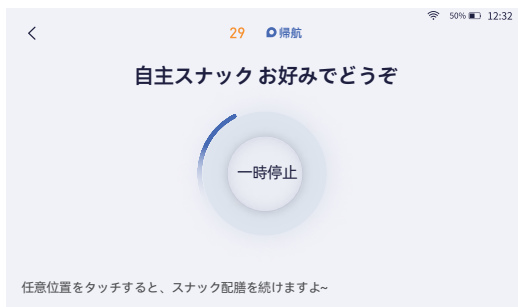 50% 12:32
29 帰航
自主スナック お好みでどうぞ
一時停止
任意位置をタッチすると、スナック配膳を続けますよ~